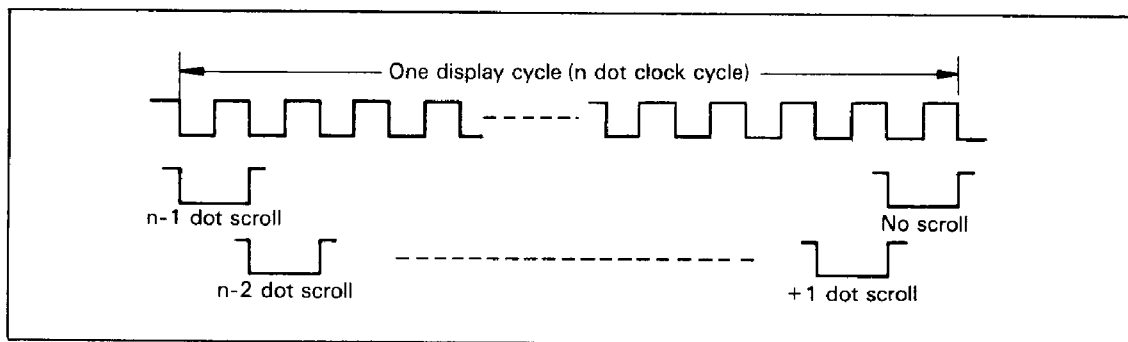 One display cycle (n dot clock cycle)
n-1 dot scroll
No scroll
n-2 dot scroll
+1 dot scroll